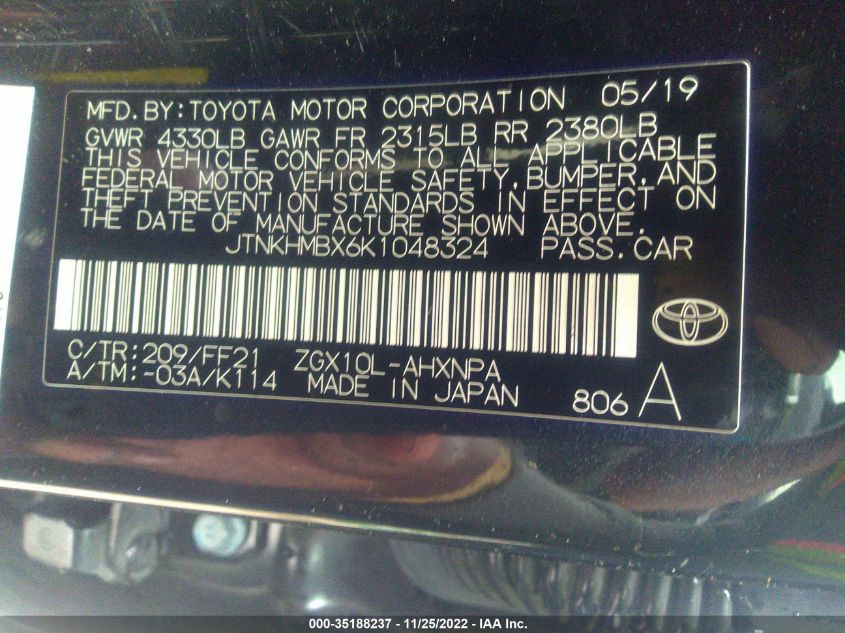 MFD.BY:TOYOTA MOTOR CORPORATION 05/19
GVWR 4330LB GAWR FR 2315LB RR 2380LB
THIS VEHICLE CONFORMS TO ALL APPLICABLE
FEDERAL MOTOR VEHICLE SAFETY,BUMPER,AND
THEFT PREVENTION STANDARDS IN EFFECT ON
THE DATE OF MANUFACTURE SHOWN ABOVE.
JTNKHMBX6K1048324 PASS.CAR
C/TR:209/FF21 ZGX10L-AHXNPA
A/TM:-03A/K114 MADE IN JAPAN 806 A
000-35188237 - 11/25/2022 - IAA Inc.